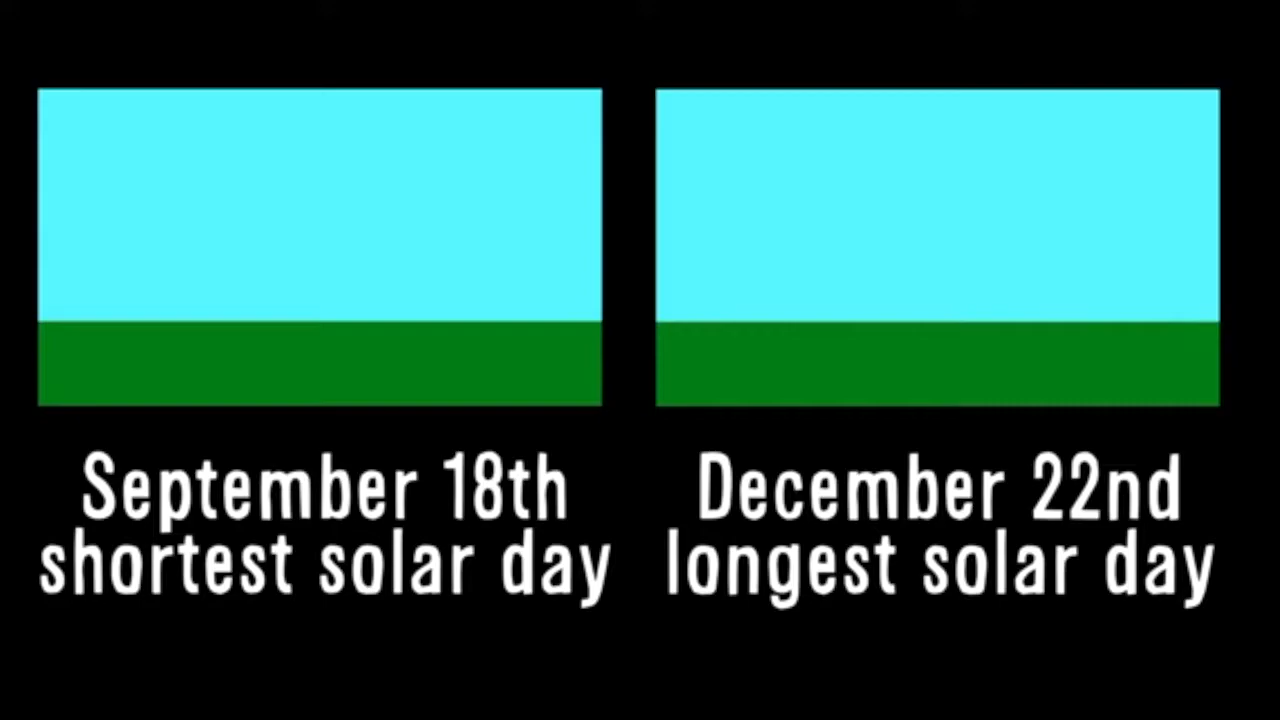 September 18th
shortest solar day
December 22nd
longest solar day